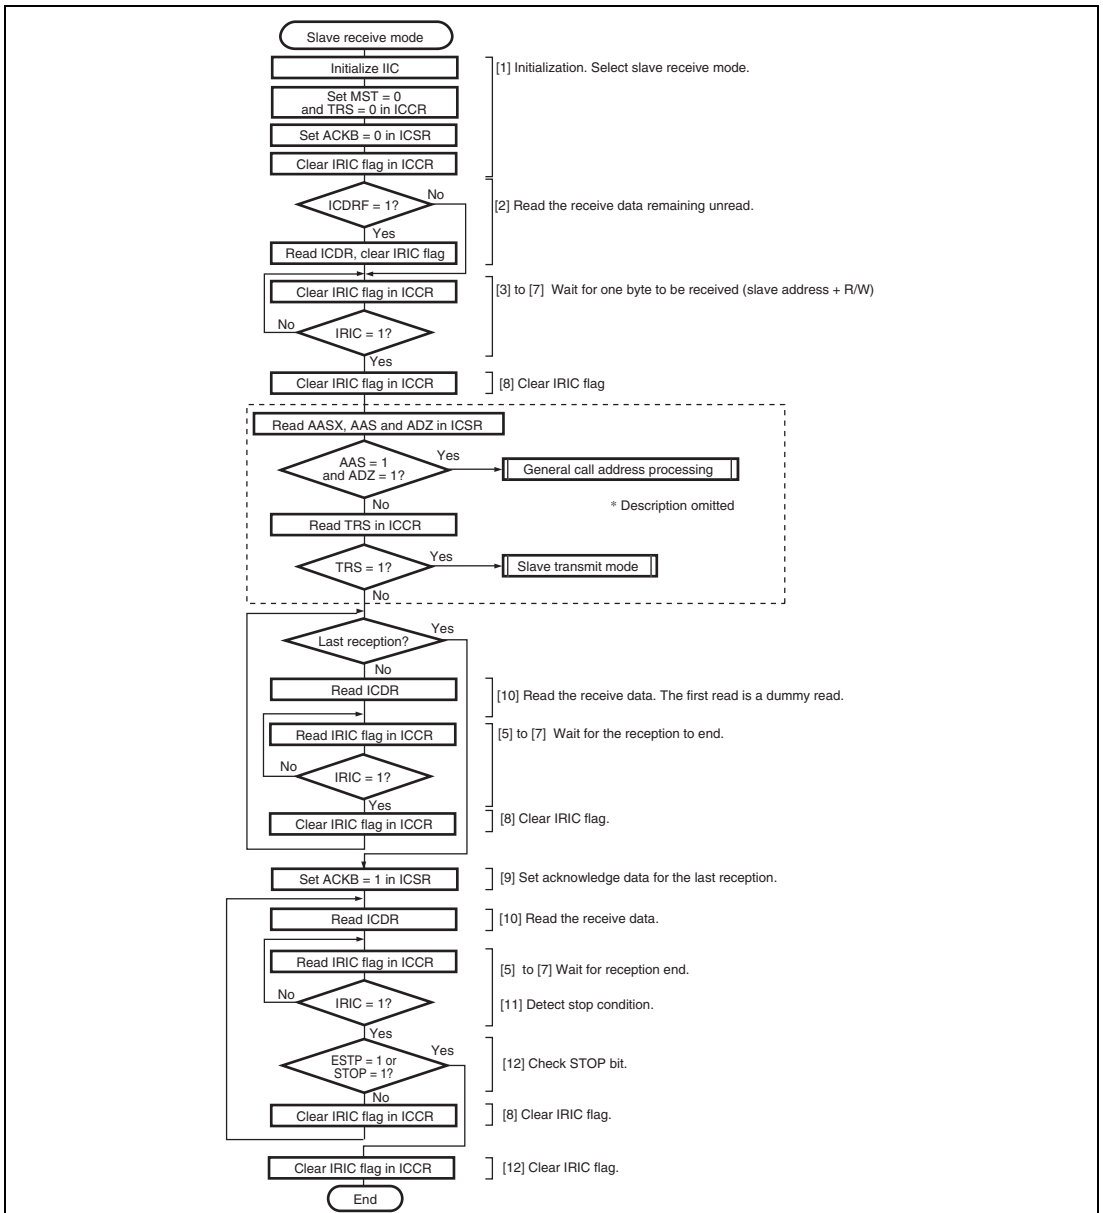 Slave receive mode
Initialize IIC
[1] Initialization. Select slave receive mode.
Set MST = 0
and TRS = 0 in ICCR
Set ACKB = 0 in ICSR
Clear IRIC flag in ICCR
ICDRF = 1?
No
[2] Read the receive data remaining unread.
Yes
Read ICDR, clear IRIC flag
Clear IRIC flag in ICCR
[3] to [7] Wait for one byte to be received (slave address + R/W)
No
IRIC = 1?
Yes
Clear IRIC flag in ICCR
[8] Clear IRIC flag
Read AASX, AAS and ADZ in ICSR
AAS = 1
and ADZ = 1?
Yes
General call address processing
No
* Description omitted
Read TRS in ICCR
TRS = 1?
Yes
Slave transmit mode
No
Last reception?
Yes
No
Read ICDR
[10] Read the receive data. The first read is a dummy read.
Read IRIC flag in ICCR
[5] to [7] Wait for the reception to end.
No
IRIC = 1?
Yes
Clear IRIC flag in ICCR
[8] Clear IRIC flag.
Set ACKB = 1 in ICSR
[9] Set acknowledge data for the last reception.
Read ICDR
[10] Read the receive data.
Read IRIC flag in ICCR
[5] to [7] Wait for reception end.
No
IRIC = 1?
[11] Detect stop condition.
Yes
ESTP = 1 or
STOP = 1?
Yes
[12] Check STOP bit.
No
Clear IRIC flag in ICCR
[8] Clear IRIC flag.
Clear IRIC flag in ICCR
[12] Clear IRIC flag.
End